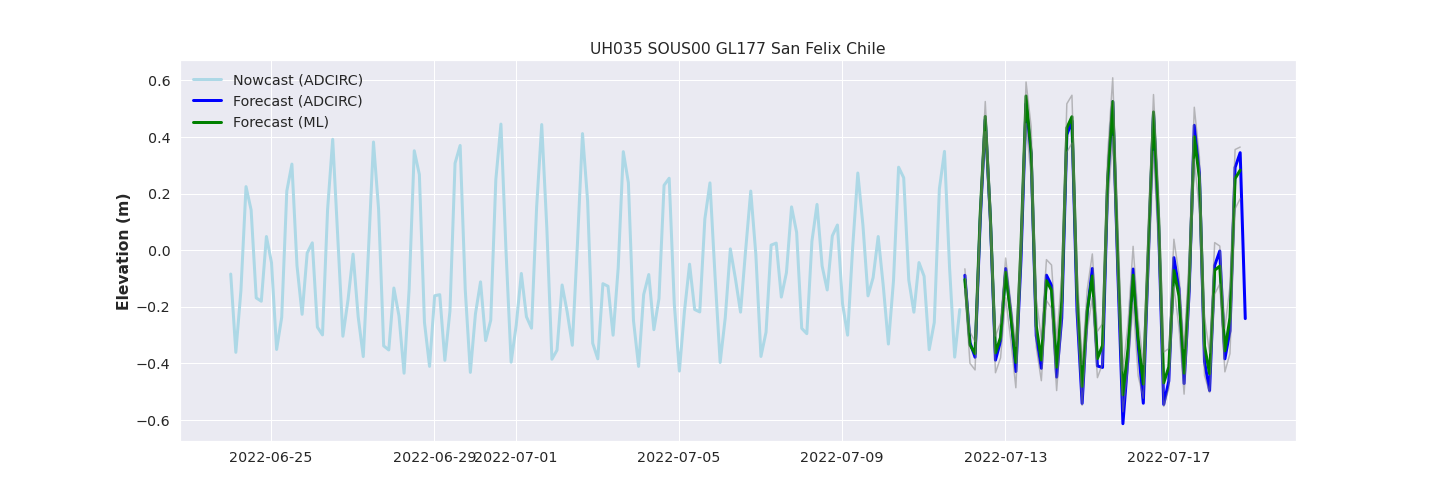 UH035 SOUS00 GL177 San Felix Chile
Nowcast (ADCIRC)
Forecast (ADCIRC)
Forecast (ML)
Elevation (m)
0.6
0.4
0.2
0.0
−0.2
−0.4
−0.6
2022-06-25
2022-06-29
2022-07-01
2022-07-05
2022-07-09
2022-07-13
2022-07-17